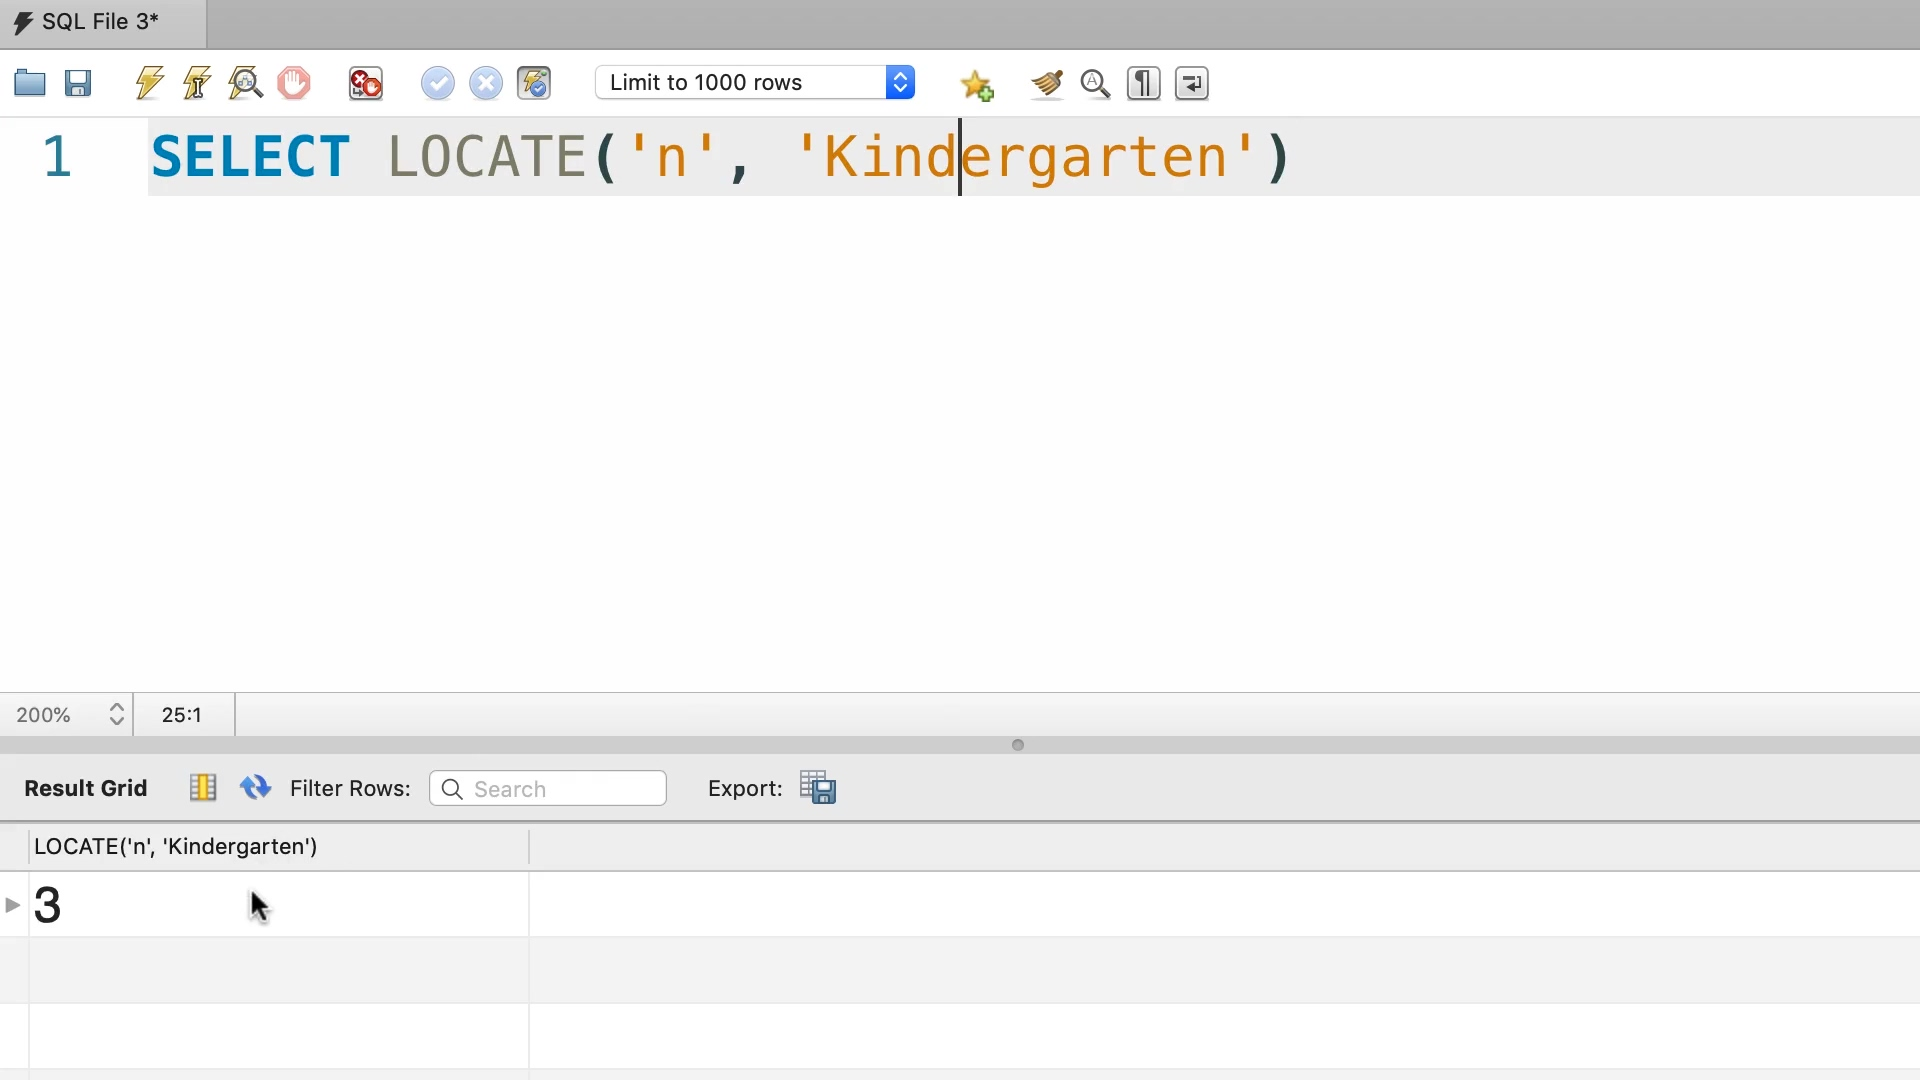 SQL File 3*
Limit to 1000 rows
1 SELECT LOCATE('n', 'Kindergarten')
200% 25:1
Result Grid Filter Rows: Search Export:
LOCATE('n', 'Kindergarten')
3